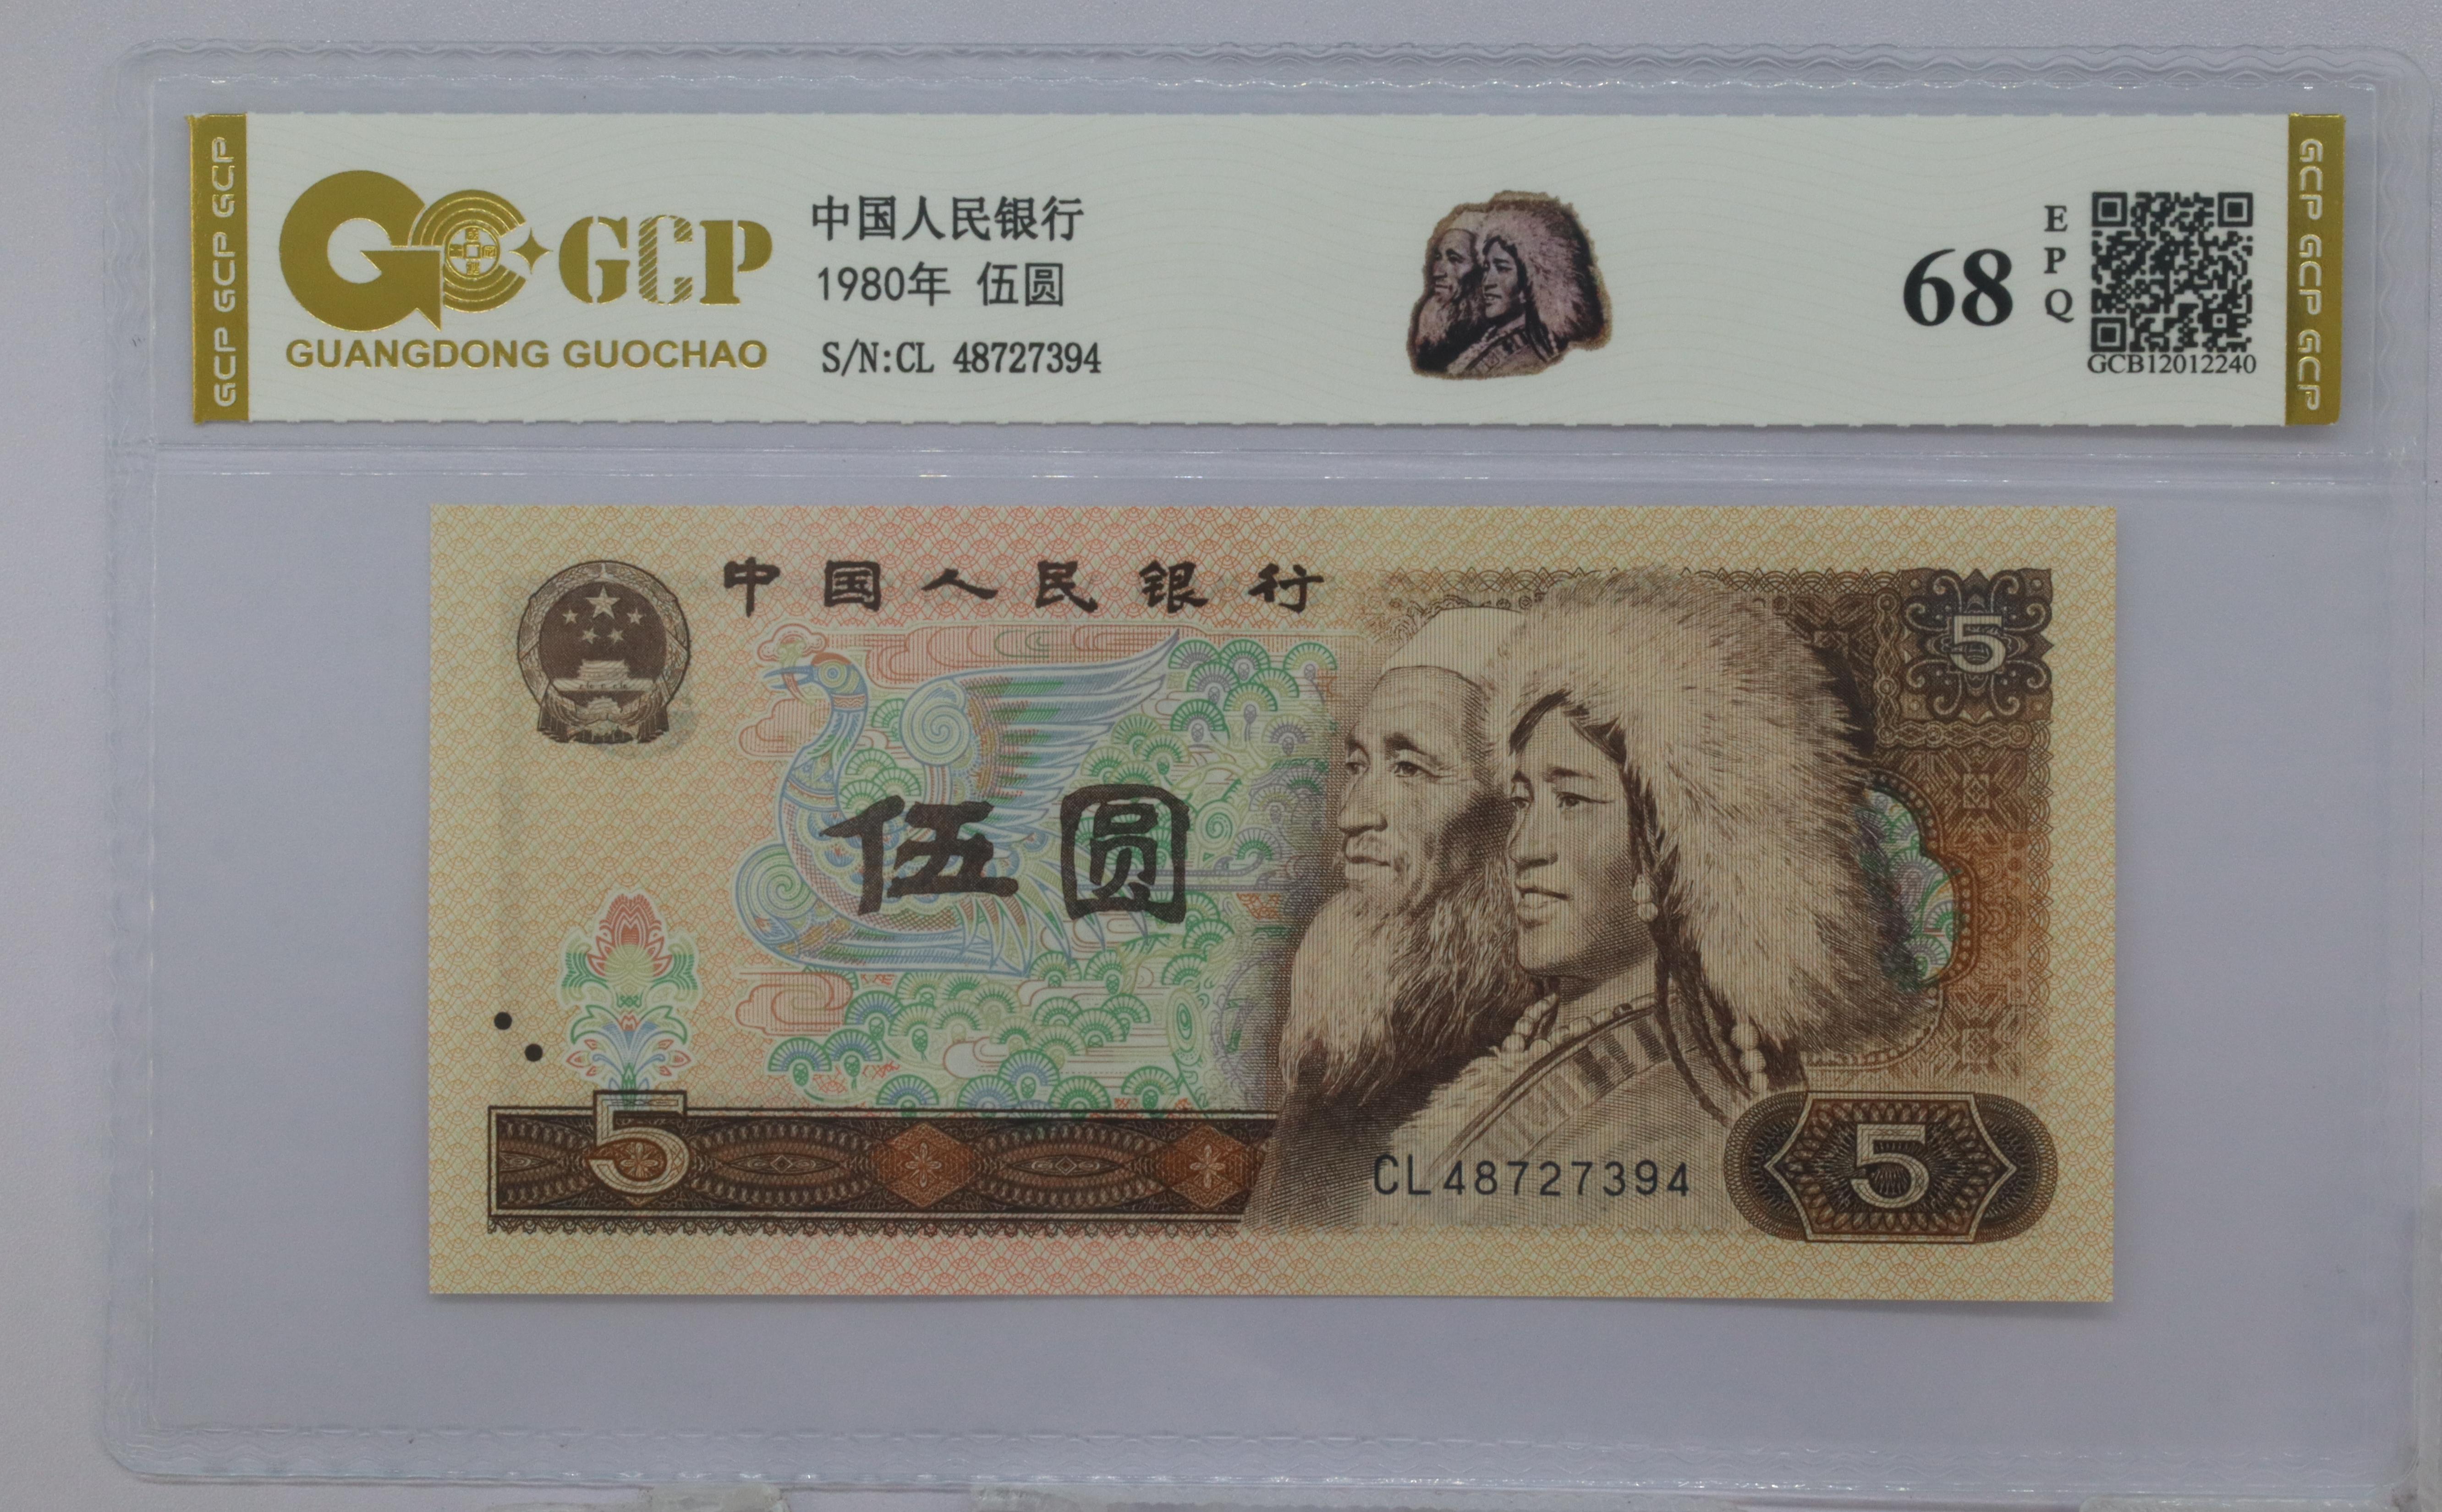 GCP GCP GCP
GCP
GUANGDONG GUOCHAO
中国人民银行
1980年 伍圆
S/N:CL 48727394
68
E
P
Q
GCB12012240
GCP GCP GCP
中国人民银行
5
伍圆
5
CL48727394
5